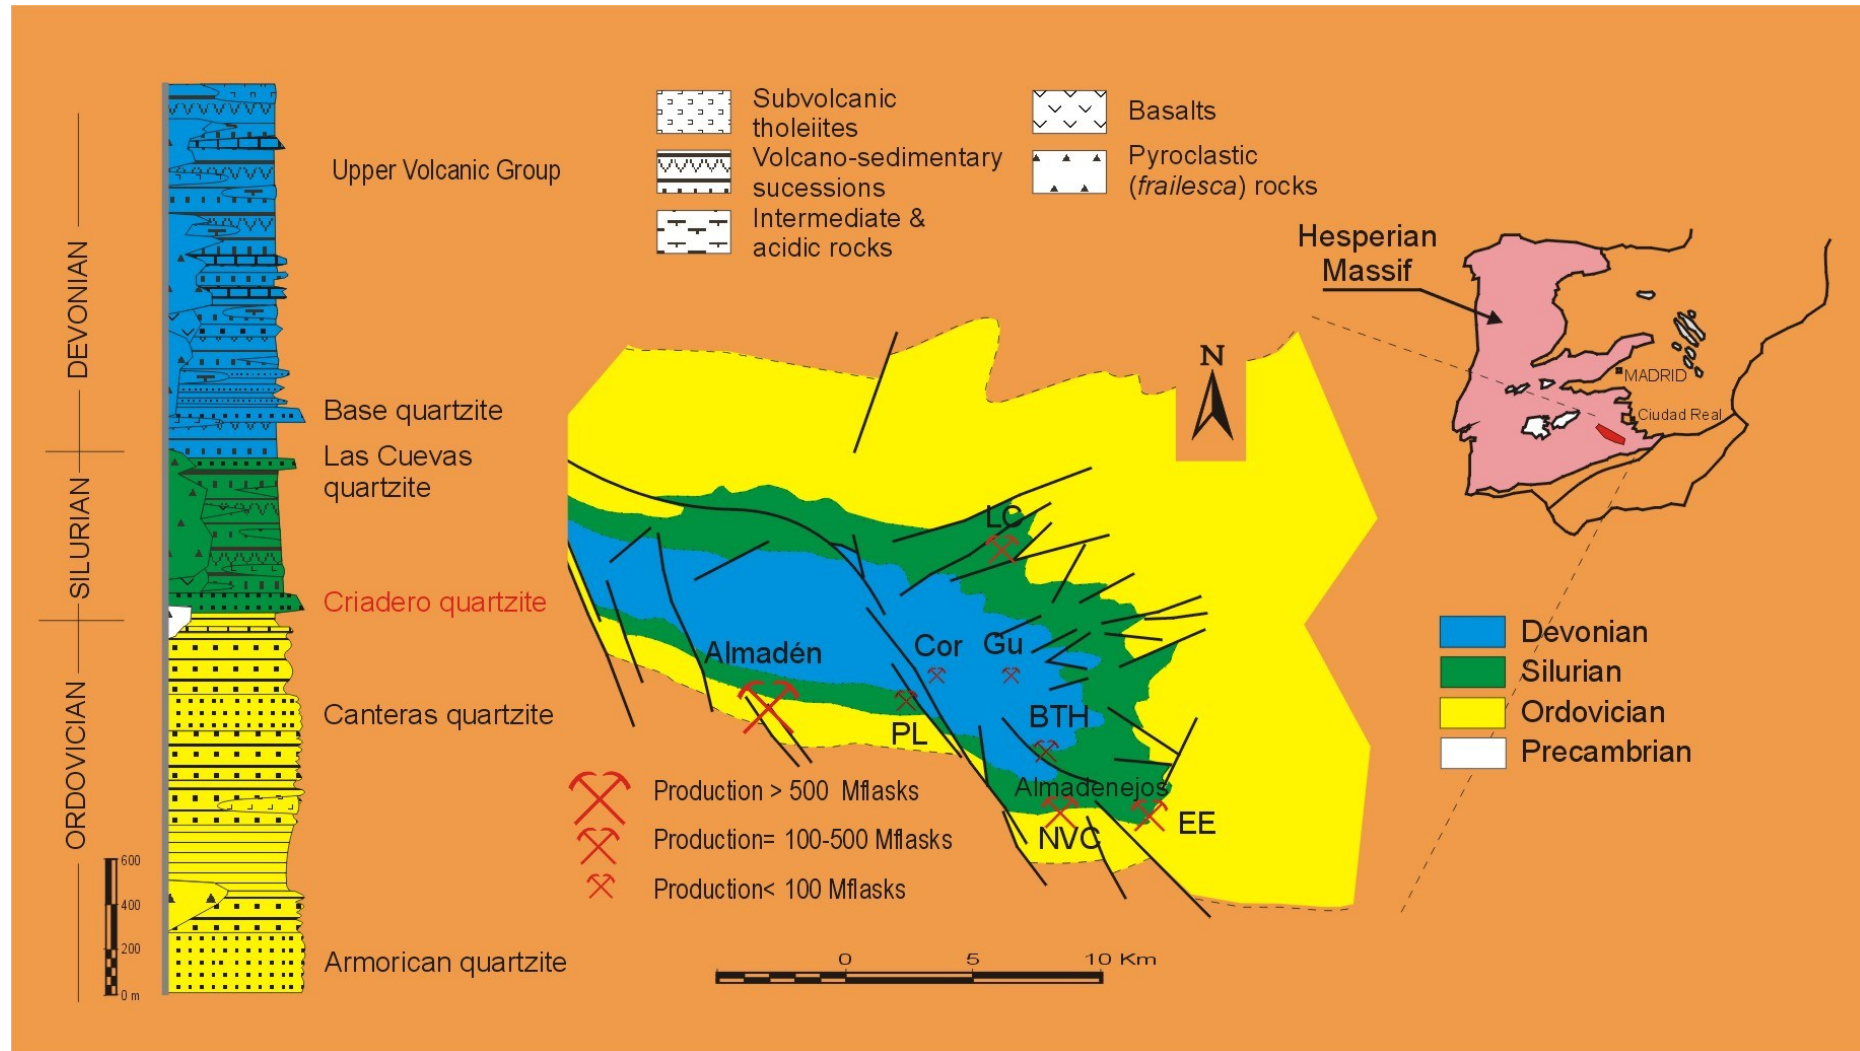 DEVONIAN
SILURIAN
ORDOVICIAN
600
400
200
0 m
Upper Volcanic Group
Base quartzite
Las Cuevas
quartzite
Criadero quartzite
Canteras quartzite
Armorican quartzite
Subvolcanic
tholeiites
Volcano-sedimentary
sucessions
Intermediate &
acidic rocks
Basalts
Pyroclastic
(frailesca) rocks
Hesperian
Massif
MADRID
Ciudad Real
N
LC
Almadén
Cor
Gu
PL
BTH
Almadenejos
NVC
EE
Production > 500 Mflasks
Production= 100-500 Mflasks
Production< 100 Mflasks
0 5 10 Km
Devonian
Silurian
Ordovician
Precambrian